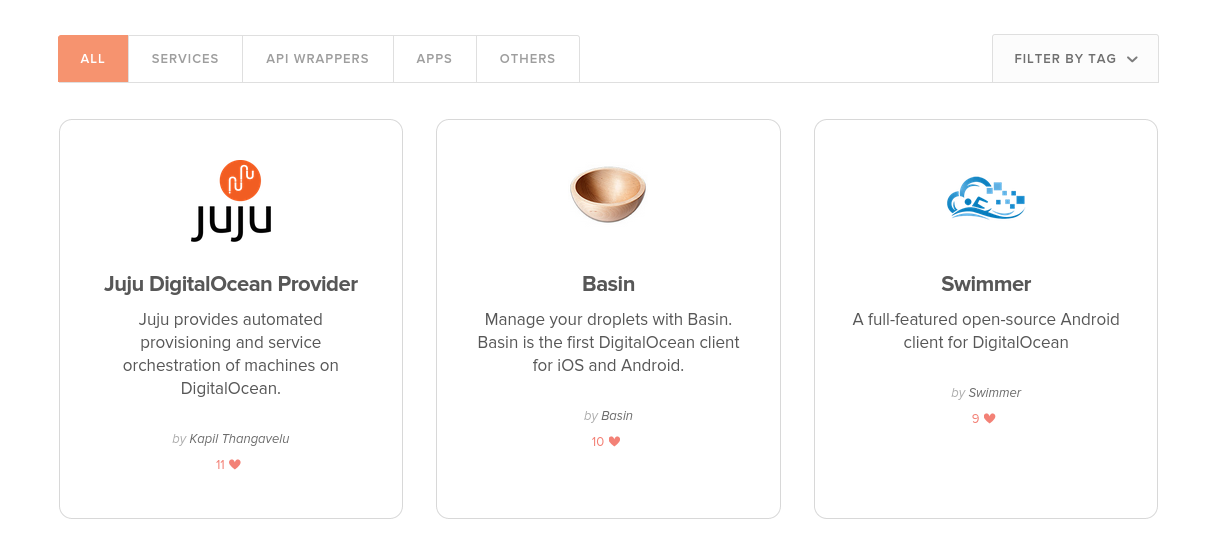 ALL SERVICES API WRAPPERS APPS OTHERS FILTER BY TAG
juju
Juju DigitalOcean Provider
Juju provides automated
provisioning and service
orchestration of machines on
DigitalOcean.
by Kapil Thangavelu
11
Basin
Manage your droplets with Basin.
Basin is the first DigitalOcean client
for iOS and Android.
by Basin
10
Swimmer
A full-featured open-source Android
client for DigitalOcean
by Swimmer
9